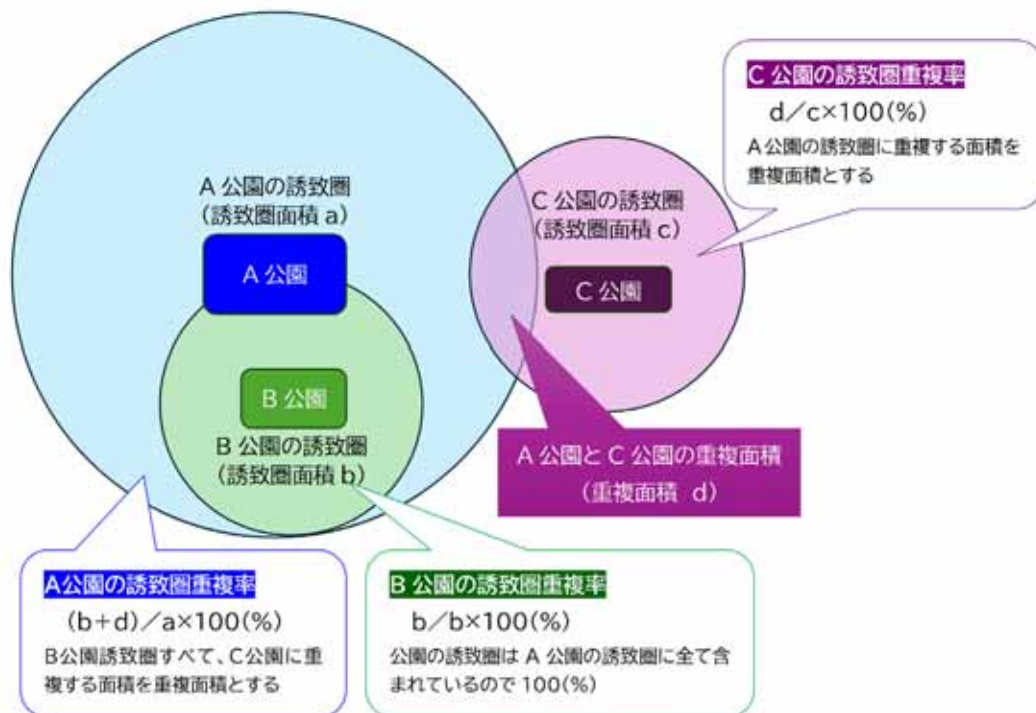 C 公園の誘致圏重複率
d/c×100(%)
A公園の誘致圏に重複する面積を
重複面積とする
A 公園の誘致圏
(誘致圏面積 a)
A 公園
C 公園の誘致圏
(誘致圏面積 c)
C 公園
B 公園
B 公園の誘致圏
(誘致圏面積 b)
A 公園と C 公園の重複面積
(重複面積 d)
A公園の誘致圏重複率
(b+d)/a×100(%)
B公園誘致圏すべて、C公園に重
複する面積を重複面積とする
B 公園の誘致圏重複率
b/b×100(%)
公園の誘致圏は A 公園の誘致圏に全て含
まれているので 100(%)